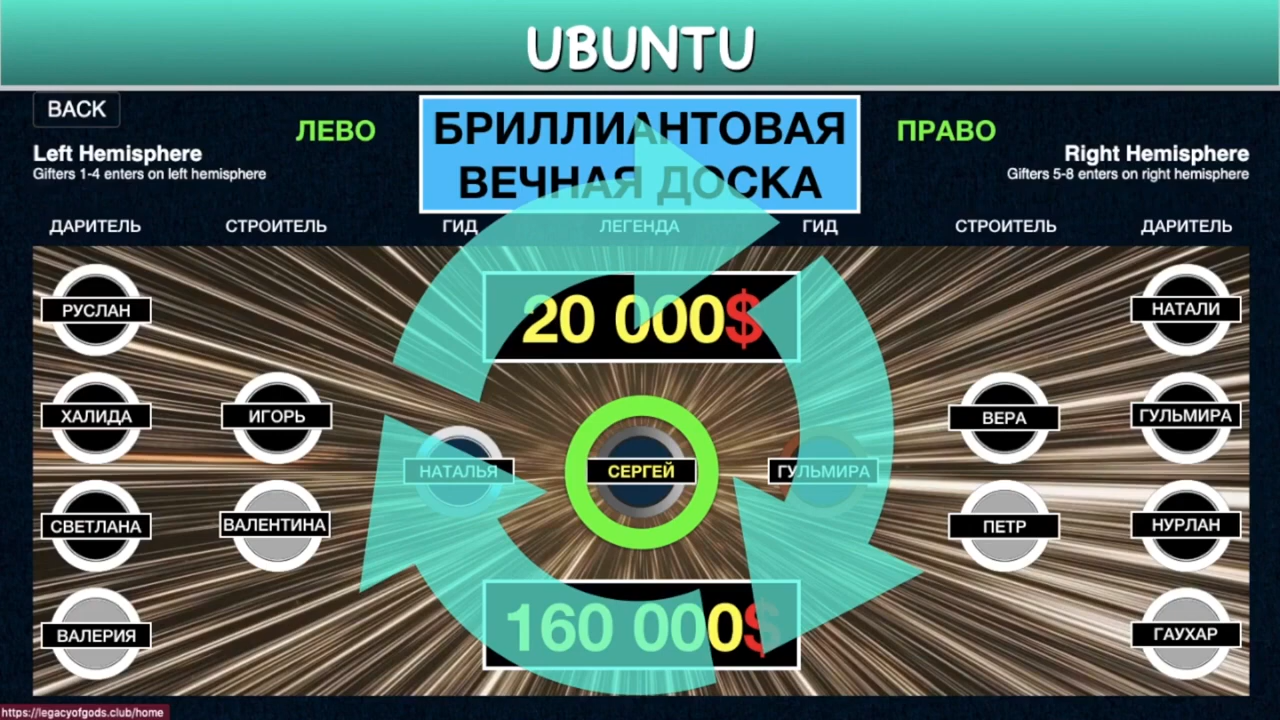 UBUNTU
BACK
ЛЕВО
БРИЛЛИАНТОВАЯ
ВЕЧНАЯ ДОСКА
ПРАВО
Left Hemisphere
Gifters 1-4 enters on left hemisphere
Right Hemisphere
Gifters 5-8 enters on right hemisphere
ДАРИТЕЛЬ СТРОИТЕЛЬ ГИД ЛЕГЕНДА ГИД СТРОИТЕЛЬ ДАРИТЕЛЬ
20 000$
РУСЛАН
НАТАЛИ
ХАЛИДА
ИГОРЬ
ВЕРА
ГУЛЬМИРА
НАТАЛЬЯ
СЕРГЕЙ
ГУЛЬМИРА
СВЕТЛАНА
ВАЛЕНТИНА
ПЕТР
НУРЛАН
160 000$
ВАЛЕРИЯ
ГАУХАР
https://legacyofgods.club/home